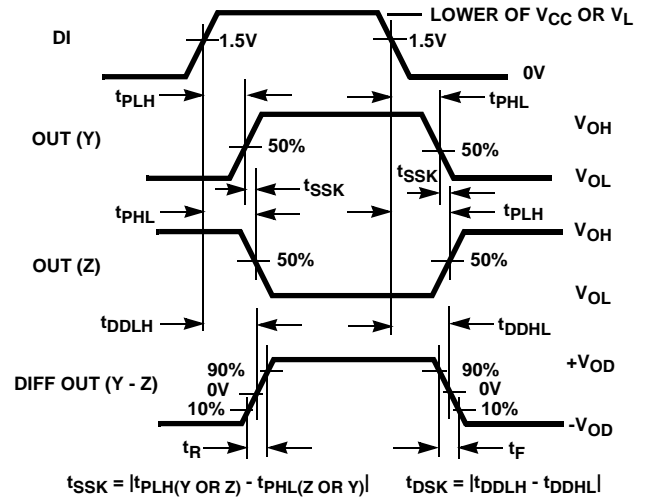 LOWER OF VCC OR VL
DI
1.5V
1.5V
0V
tPLH
tPHL
OUT (Y)
VOH
50%
50%
tSSK
tSSK
VOL
tPHL
tPLH
VOH
OUT (Z)
50%
50%
VOL
tDDLH
tDDHL
90%
90%
+VOD
DIFF OUT (Y - Z)
0V
0V
10%
10%
-VOD
tR
tF
tSSK = |tPLH(Y OR Z) - tPHL(Z OR Y)|
tDSK = |tDDLH - tDDHL|